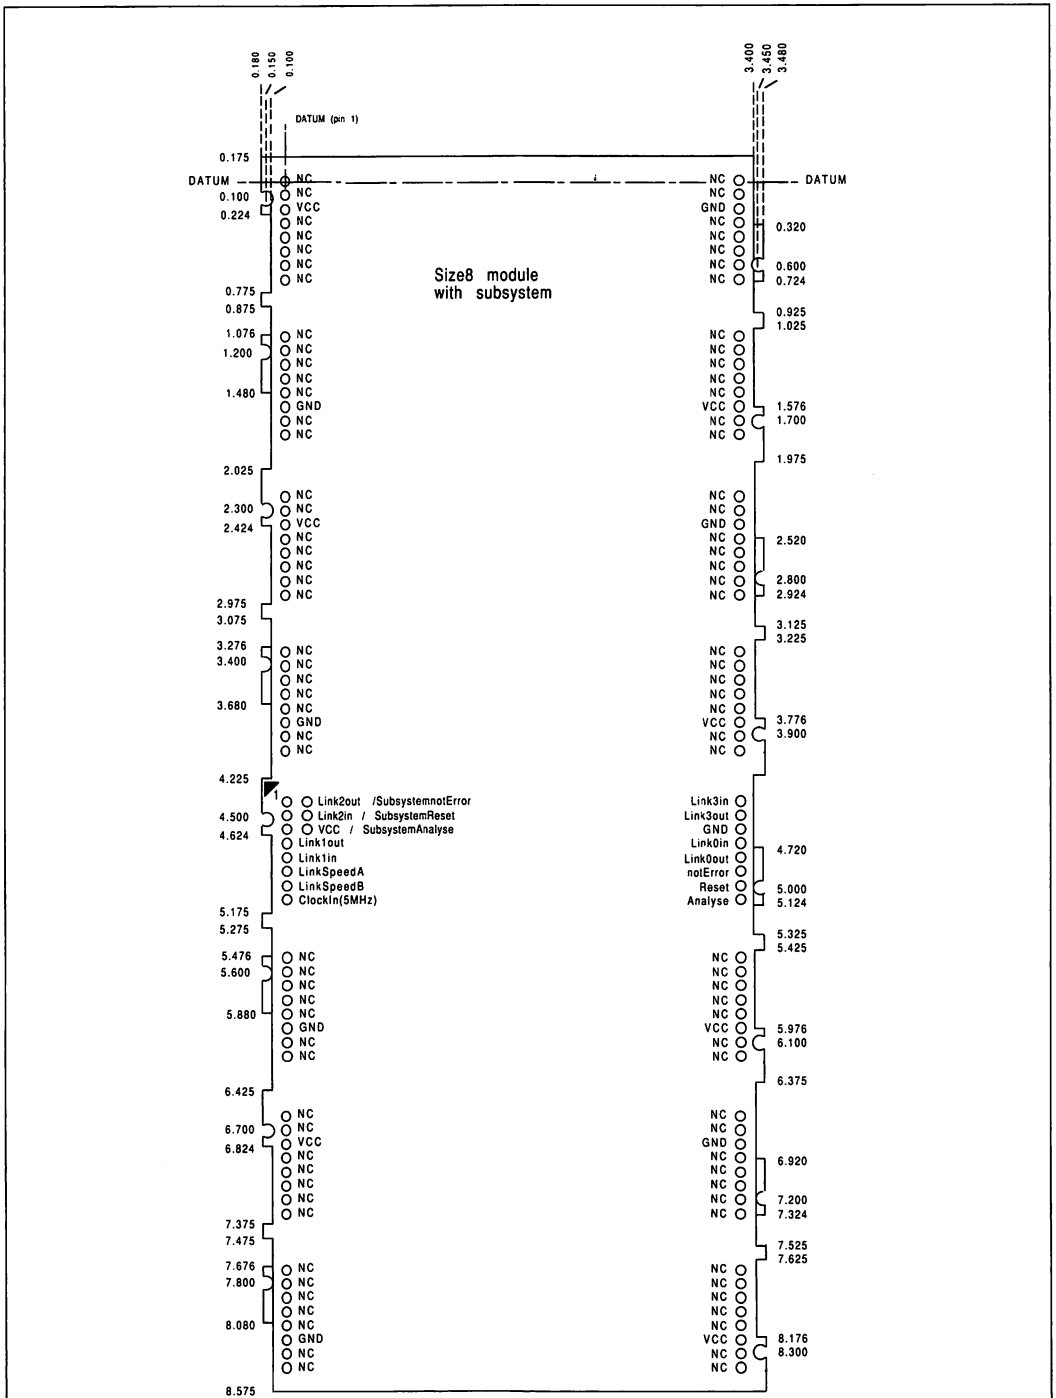 0.180
0.150
0.100
3.400
3.450
3.480
DATUM (pin 1)
0.175
DATUM NC NC DATUM
0.100 NC NC
0.224 VCC GND
NC NC 0.320
NC NC
NC NC
NC NC 0.600
NC NC 0.724
Size8 module
with subsystem
0.775
0.875 0.925
1.025
1.076 NC NC
1.200 NC NC
NC NC
NC NC
1.480 NC NC
GND VCC 1.576
NC NC 1.700
NC NC
1.975
2.025
NC NC
2.300 NC NC
2.424 VCC GND
NC NC 2.520
NC NC
NC NC
NC NC 2.800
NC NC 2.924
2.975
3.075 3.125
3.225
3.276 NC NC
3.400 NC NC
NC NC
NC NC
3.680 NC NC
GND VCC 3.776
NC NC 3.900
NC NC
4.225
1
Link2out /SubsystemnotError Link3in
4.500 Link2in / SubsystemReset Link3out
4.624 VCC / SubsystemAnalyse GND
Link1out Link0in 4.720
Link1in Link0out
LinkSpeedA notError
LinkSpeedB Reset 5.000
ClockIn(5MHz) Analyse 5.124
5.175
5.275 5.325
5.425
5.476 NC NC
5.600 NC NC
NC NC
NC NC
5.880 NC NC
GND VCC 5.976
NC NC 6.100
NC NC
6.375
6.425
NC NC
6.700 NC NC
6.824 VCC GND
NC NC 6.920
NC NC
NC NC
NC NC 7.200
NC NC 7.324
7.375
7.475 7.525
7.625
7.676 NC NC
7.800 NC NC
NC NC
NC NC
8.080 NC NC
GND VCC 8.176
NC NC 8.300
NC NC
8.575